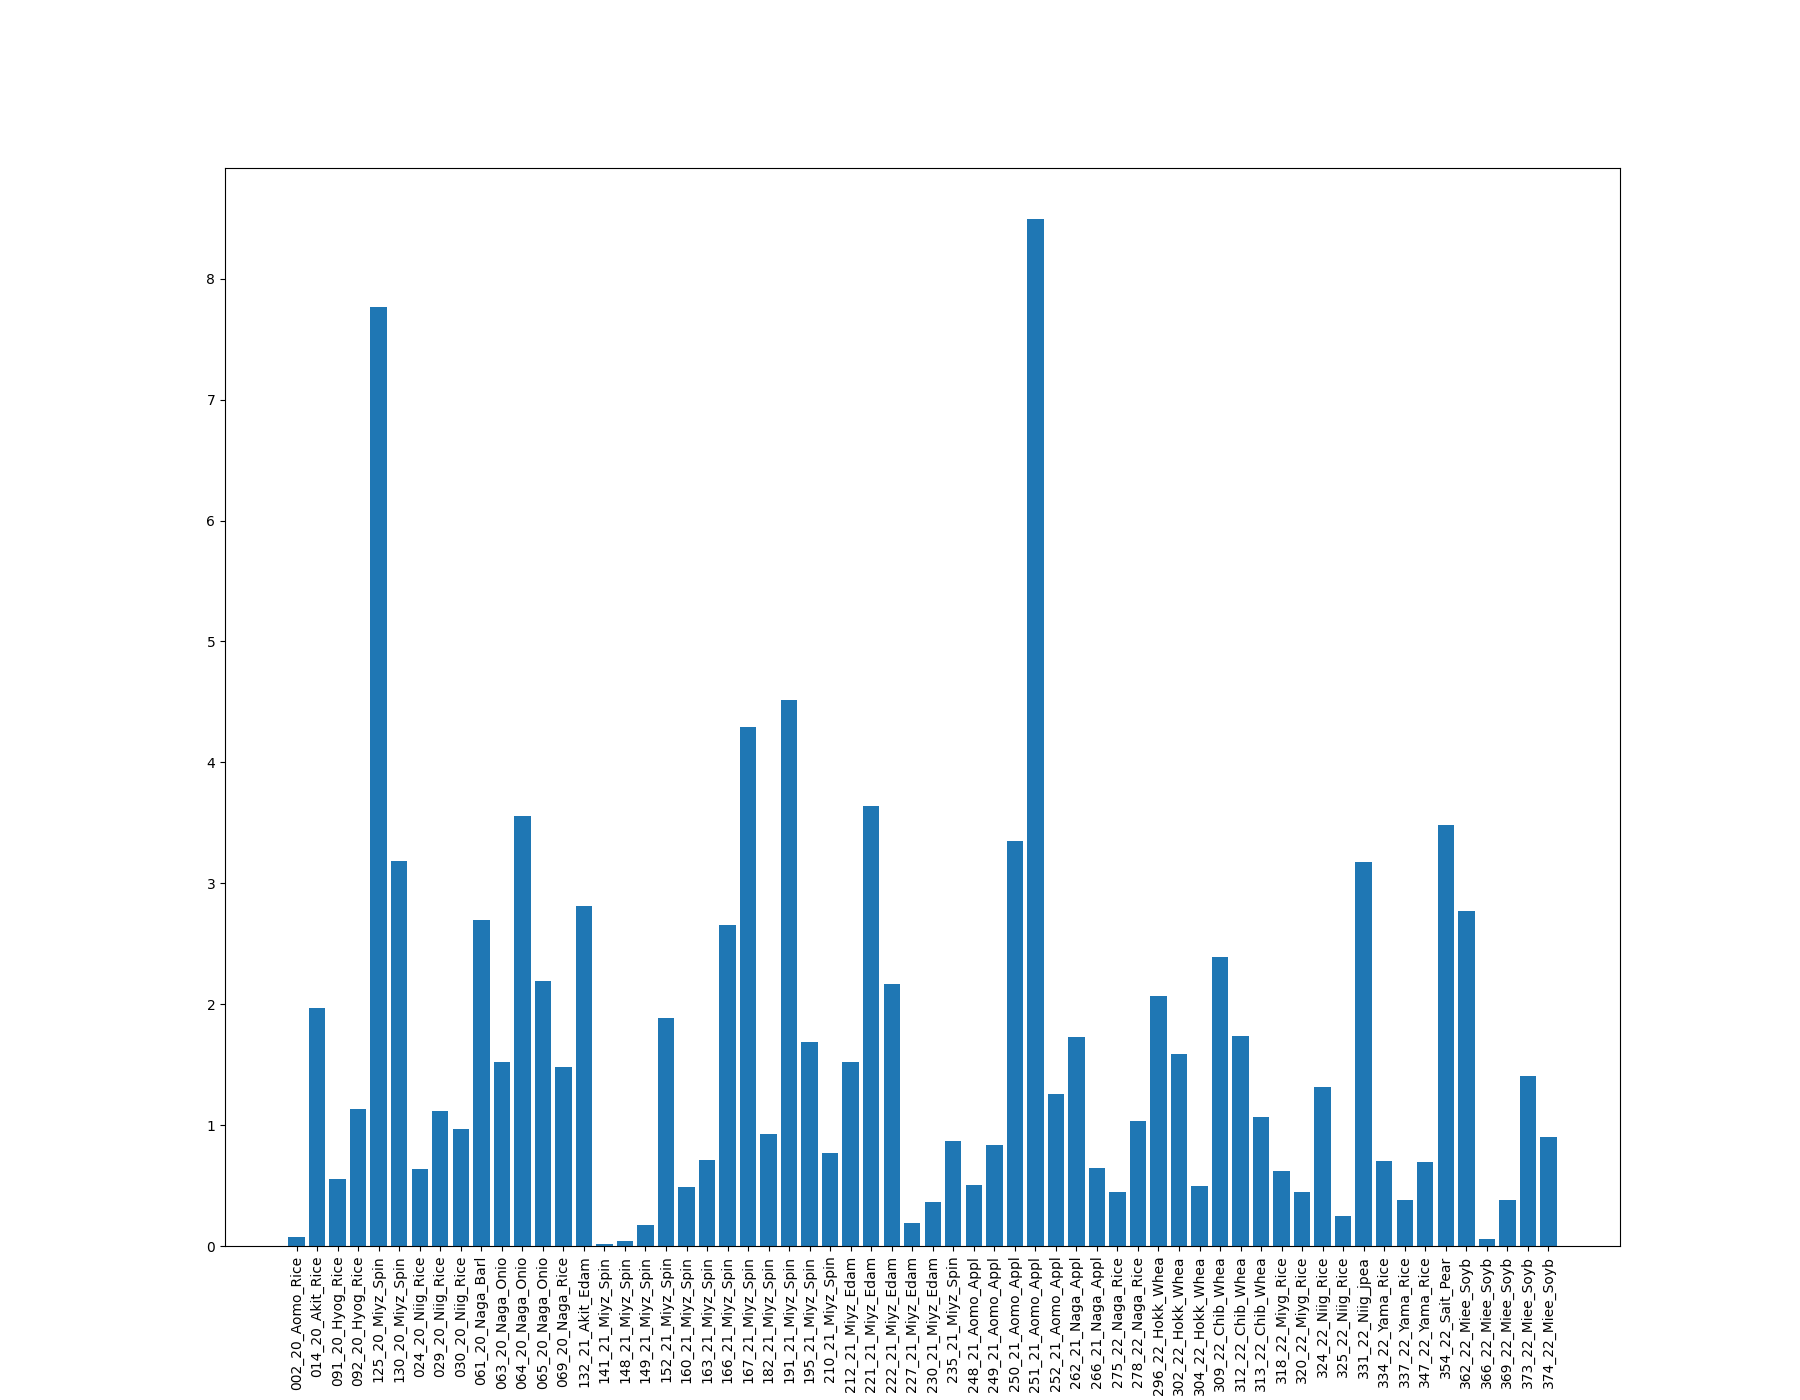 8
7
6
5
4
3
2
1
0
002_20_Aomo_Rice
014_20_Akit_Rice
091_20_Hyog_Rice
092_20_Hyog_Rice
125_20_Miyz_Spin
130_20_Miyz_Spin
024_20_Niig_Rice
029_20_Niig_Rice
030_20_Niig_Rice
061_20_Naga_Barl
063_20_Naga_Onio
064_20_Naga_Onio
065_20_Naga_Onio
069_20_Naga_Rice
132_21_Akit_Edam
141_21_Miyz_Spin
148_21_Miyz_Spin
149_21_Miyz_Spin
152_21_Miyz_Spin
160_21_Miyz_Spin
163_21_Miyz_Spin
166_21_Miyz_Spin
167_21_Miyz_Spin
182_21_Miyz_Spin
191_21_Miyz_Spin
195_21_Miyz_Spin
210_21_Miyz_Spin
212_21_Miyz_Edam
221_21_Miyz_Edam
222_21_Miyz_Edam
227_21_Miyz_Edam
230_21_Miyz_Edam
235_21_Miyz_Spin
248_21_Aomo_Appl
249_21_Aomo_Appl
250_21_Aomo_Appl
251_21_Aomo_Appl
252_21_Aomo_Appl
262_21_Naga_Appl
266_21_Naga_Appl
275_22_Naga_Rice
278_22_Naga_Rice
296_22_Hokk_Whea
302_22_Hokk_Whea
304_22_Hokk_Whea
309_22_Chib_Whea
312_22_Chib_Whea
313_22_Chib_Whea
318_22_Miyg_Rice
320_22_Miyg_Rice
324_22_Niig_Rice
325_22_Niig_Rice
331_22_Niig_jpea
334_22_Yama_Rice
337_22_Yama_Rice
347_22_Yama_Rice
354_22_Sait_Pear
362_22_Miee_Soyb
366_22_Miee_Soyb
369_22_Miee_Soyb
373_22_Miee_Soyb
374_22_Miee_Soyb